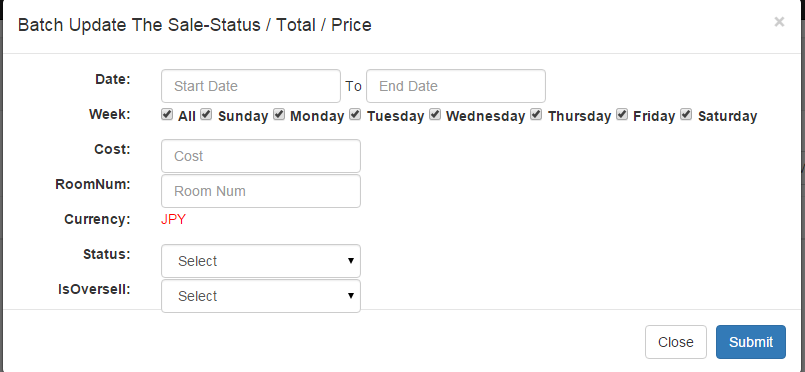 Batch Update The Sale-Status / Total / Price ×
Date: Start Date To End Date
Week: All Sunday Monday Tuesday Wednesday Thursday Friday Saturday
Cost: Cost
RoomNum: Room Num
Currency: JPY
Status: Select
IsOversell: Select
Close Submit